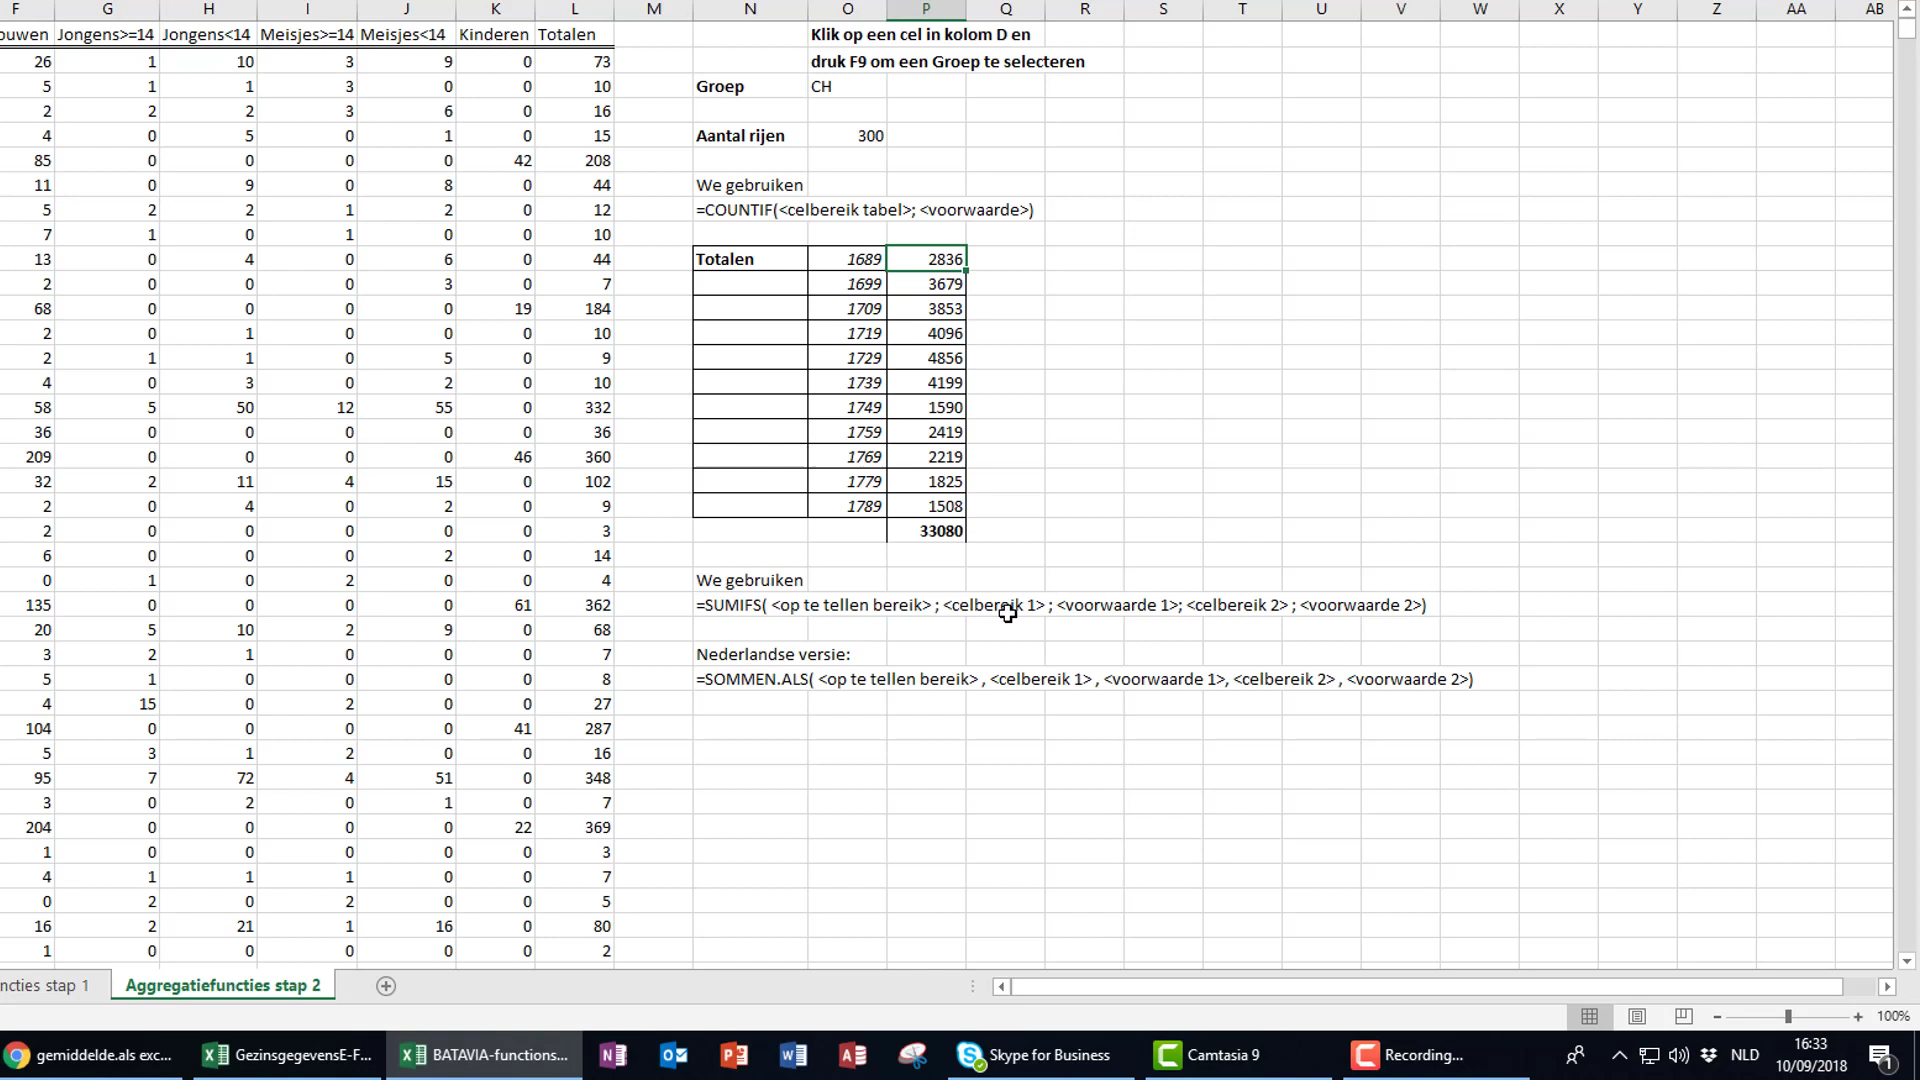 F G H I J K L M N O P Q R S T U V W X Y Z AA AB
ouwen Jongens>=14 Jongens<14 Meisjes>=14 Meisjes<14 Kinderen Totalen Klik op een cel in kolom D en
26 1 10 3 9 0 73 druk F9 om een Groep te selecteren
5 1 1 3 0 0 10 Groep CH
2 2 2 3 6 0 16
4 0 5 0 1 0 15 Aantal rijen 300
85 0 0 0 0 42 208
11 0 9 0 8 0 44 We gebruiken
5 2 2 1 2 0 12 =COUNTIF(<celbereik tabel>; <voorwaarde>)
7 1 0 1 0 0 10
13 0 4 0 6 0 44 Totalen 1689 2836
2 0 0 0 3 0 7 1699 3679
68 0 0 0 0 19 184 1709 3853
2 0 1 0 0 0 10 1719 4096
2 1 1 0 5 0 9 1729 4856
4 0 3 0 2 0 10 1739 4199
58 5 50 12 55 0 332 1749 1590
36 0 0 0 0 0 36 1759 2419
209 0 0 0 0 46 360 1769 2219
32 2 11 4 15 0 102 1779 1825
2 0 4 0 2 0 9 1789 1508
2 0 0 0 0 0 3 33080
6 0 0 0 2 0 14
0 1 0 2 0 0 4 We gebruiken
135 0 0 0 0 61 362 =SUMIFS( <op te tellen bereik> ; <celbereik 1> ; <voorwaarde 1>; <celbereik 2> ; <voorwaarde 2>)
20 5 10 2 9 0 68
3 2 1 0 0 0 7 Nederlandse versie:
5 1 0 0 0 0 8 =SOMMEN.ALS( <op te tellen bereik> , <celbereik 1> , <voorwaarde 1>, <celbereik 2> , <voorwaarde 2>)
4 15 0 2 0 0 27
104 0 0 0 0 41 287
5 3 1 2 0 0 16
95 7 72 4 51 0 348
3 0 2 0 1 0 7
204 0 0 0 0 22 369
1 0 0 0 0 0 3
4 1 1 1 0 0 7
0 2 0 2 0 0 5
16 2 21 1 16 0 80
1 0 0 0 0 0 2
ncties stap 1 Aggregatiefuncties stap 2
100%
gemiddelde.als exc... GezinsgegevensE-F... BATAVIA-functions... Skype for Business Camtasia 9 Recording... NLD 16:33
10/09/2018 1